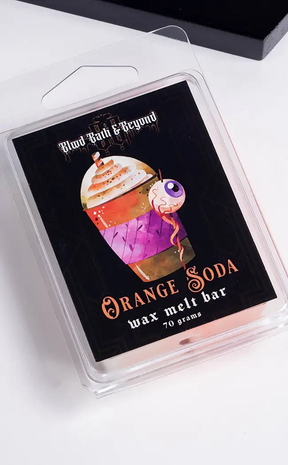 Blood Bath & Beyond
Orange Soda
wax melt bar
70 grams